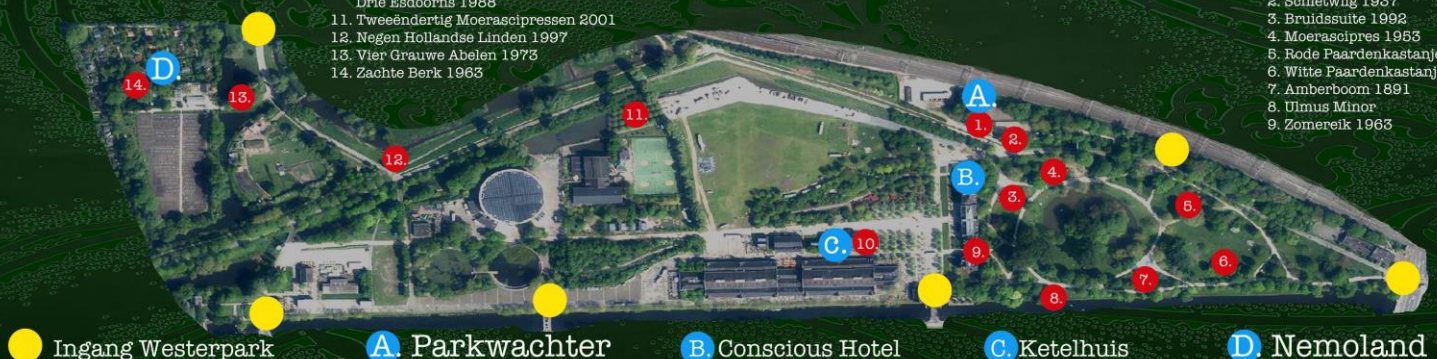 Drie Esdoorns 1988
11. Tweeëndertig Moerascipressen 2001
12. Negen Hollandse Linden 1997
13. Vier Grauwe Abelen 1973
14. Zachte Berk 1963
2. Schietwilg 1937
3. Bruidssuite 1992
4. Moerascipres 1953
5. Rode Paardenkastanje
6. Witte Paardenkastanj
7. Amberboom 1891
8. Ulmus Minor
9. Zomereik 1963
D.
14.
13.
12.
11.
A.
1.
2.
B.
3.
4.
5.
C.
10.
9.
6.
7.
8.
Ingang Westerpark
A. Parkwachter
B. Conscious Hotel
C. Ketelhuis
D. Nemoland